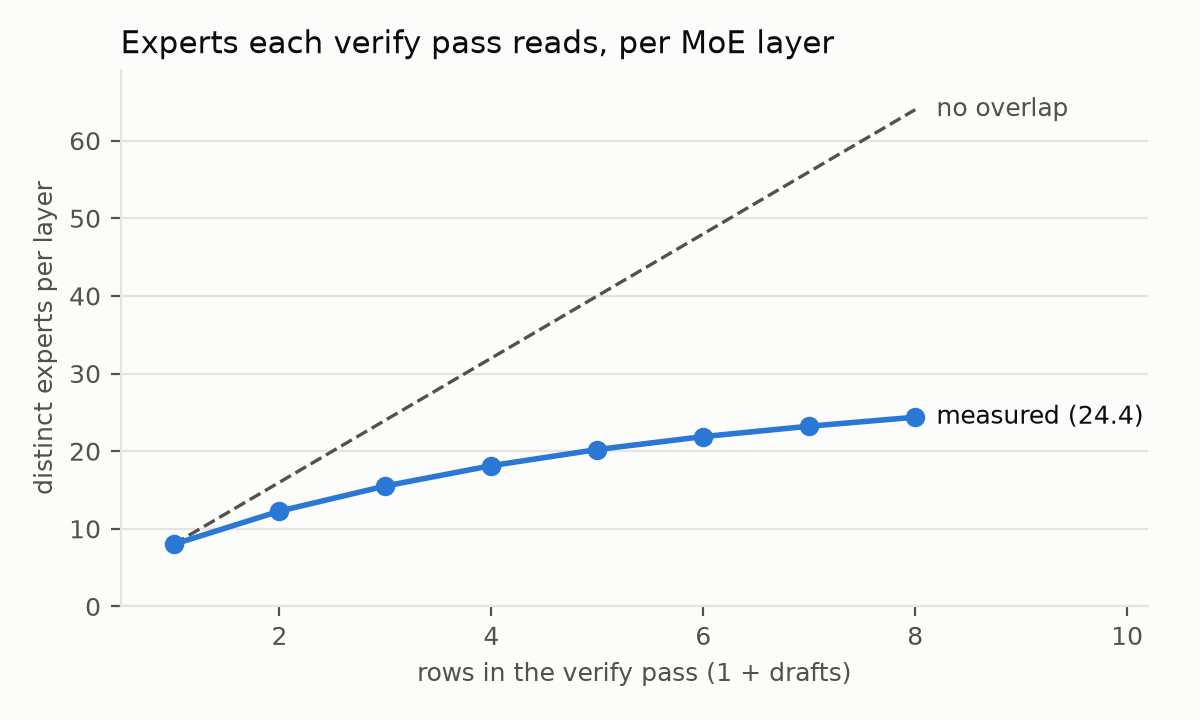 Experts each verify pass reads, per MoE layer
no overlap
60
50
40
30
measured (24.4)
20
10
0
distinct experts per layer
2 4 6 8 10
rows in the verify pass (1 + drafts)